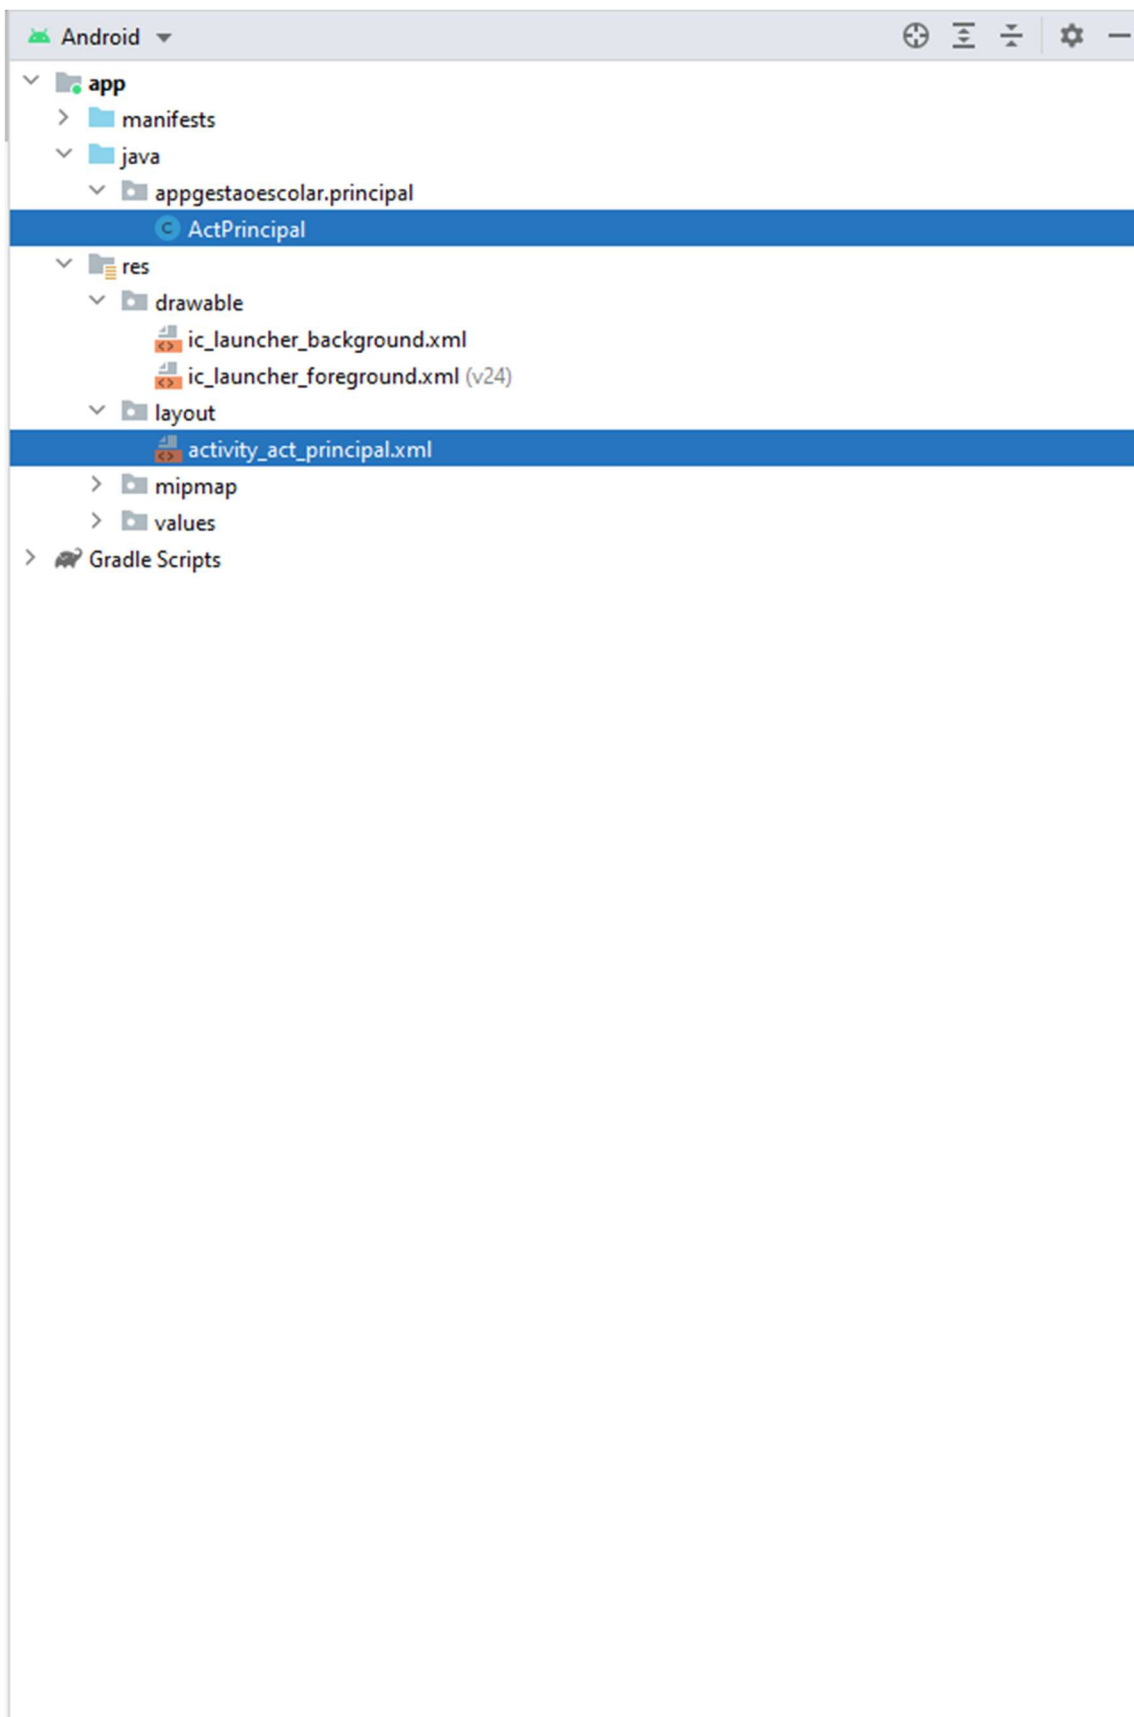 Android
app
manifests
java
appgestaoescolar.principal
C ActPrincipal
res
drawable
ic_launcher_background.xml
ic_launcher_foreground.xml (v24)
layout
activity_act_principal.xml
mipmap
values
Gradle Scripts